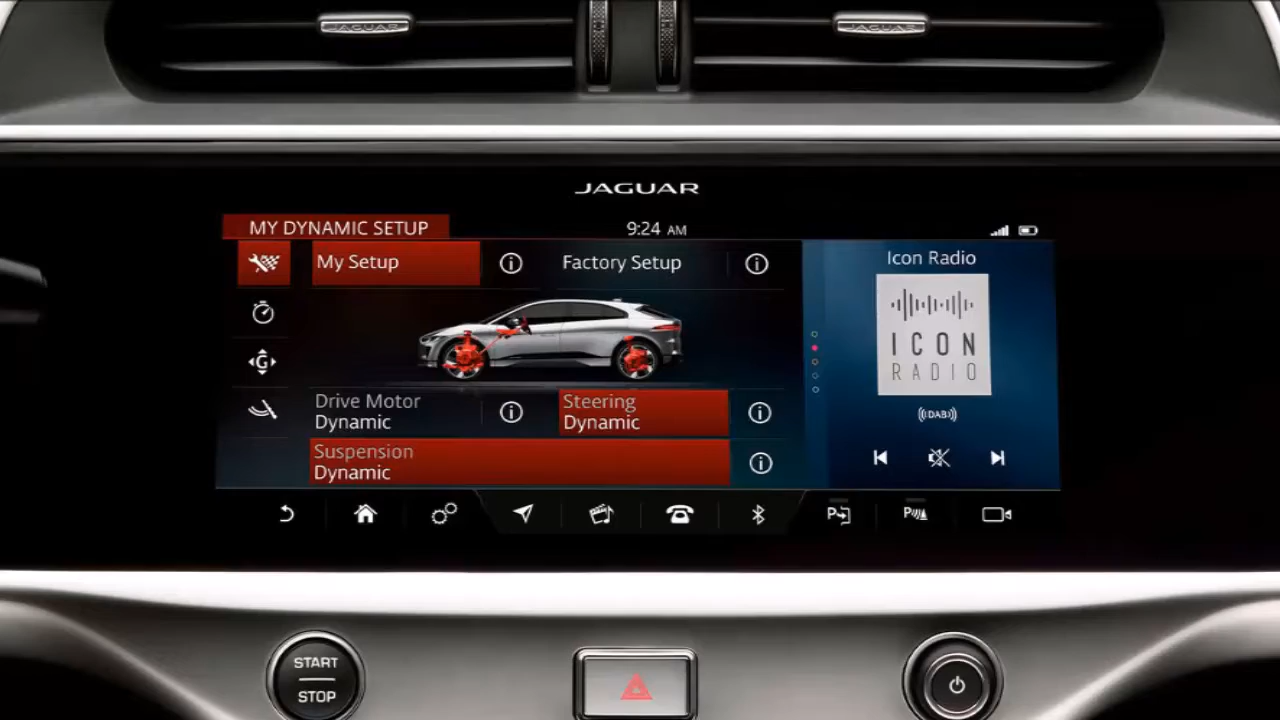 JAGUAR
JAGUAR
JAGUAR
MY DYNAMIC SETUP
9:24 AM
My Setup
Factory Setup
Icon Radio
ICON
RADIO
G
Drive Motor
Dynamic
Steering
Dynamic
(DAB)
Suspension
Dynamic
P
P
START
STOP